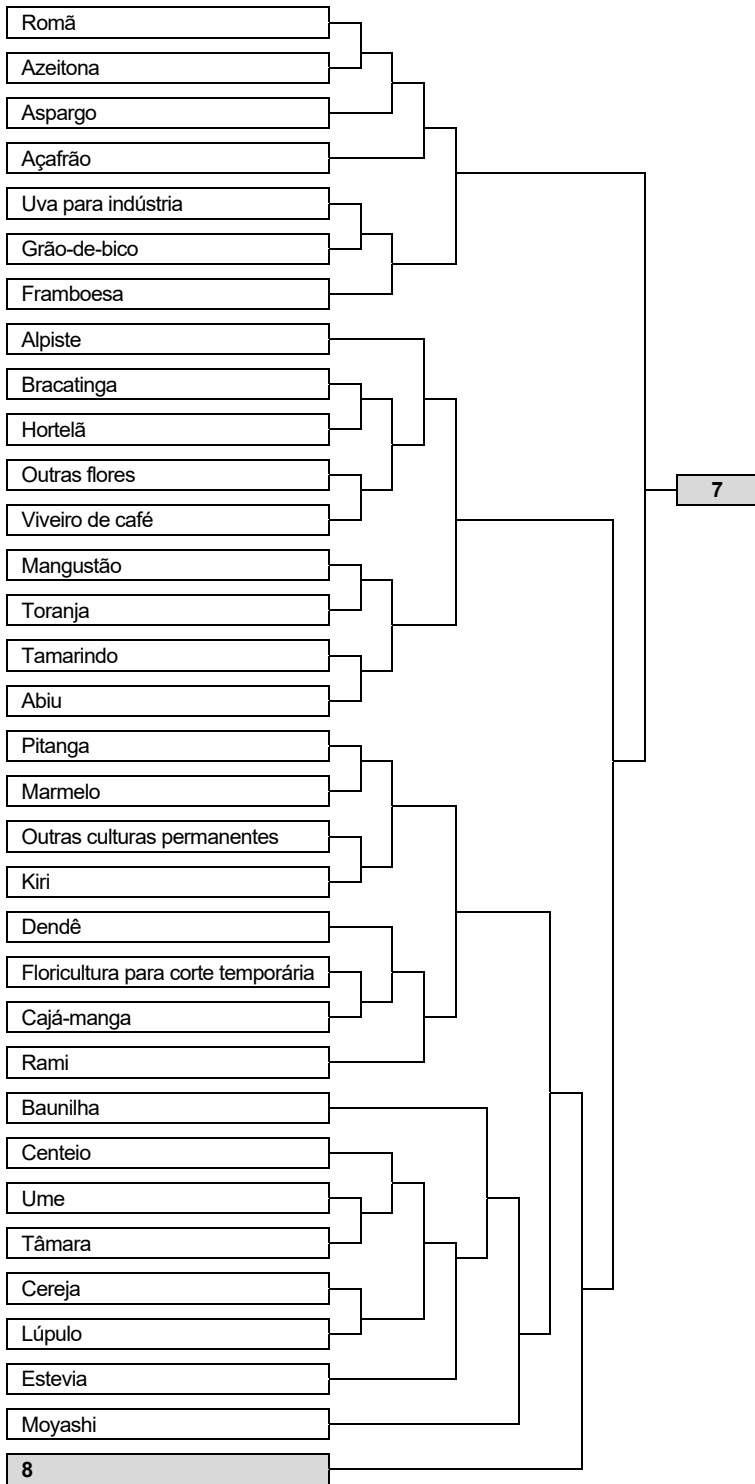 Romã
Azeitona
Aspargo
Açafrão
Uva para indústria
Grão-de-bico
Framboesa
Alpiste
Bracatinga
Hortelã
Outras flores
7
Viveiro de café
Mangustão
Toranja
Tamarindo
Abiu
Pitanga
Marmelo
Outras culturas permanentes
Kiri
Dendê
Floricultura para corte temporária
Cajá-manga
Rami
Baunilha
Centeio
Ume
Tâmara
Cereja
Lúpulo
Estevia
Moyashi
8